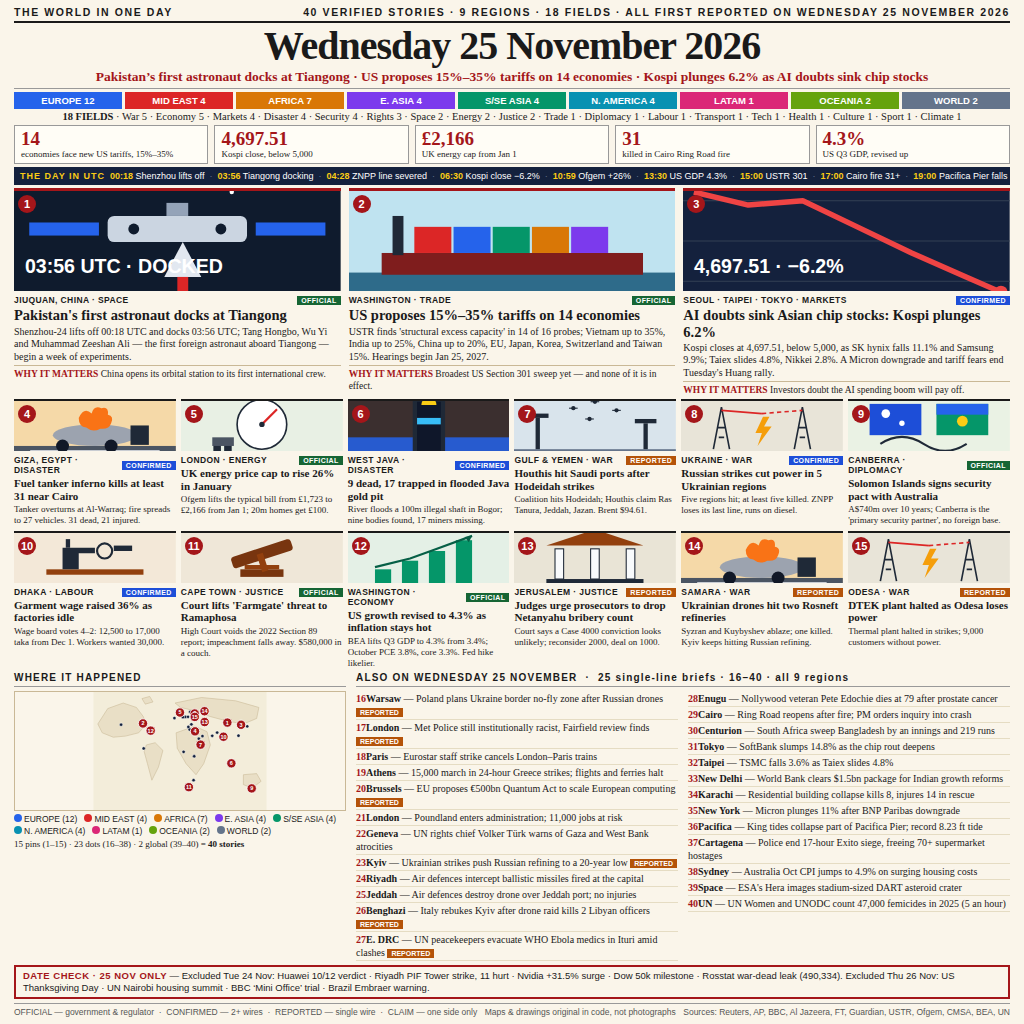 THE WORLD IN ONE DAY
40 VERIFIED STORIES · 9 REGIONS · 18 FIELDS · ALL FIRST REPORTED ON WEDNESDAY 25 NOVEMBER 2026
Wednesday 25 November 2026
Pakistan's first astronaut docks at Tiangong · US proposes 15%–35% tariffs on 14 economies · Kospi plunges 6.2% as AI doubts sink chip stocks
EUROPE 12
MID EAST 4
AFRICA 7
E. ASIA 4
S/SE ASIA 4
N. AMERICA 4
LATAM 1
OCEANIA 2
WORLD 2
18 FIELDS · War 5 · Economy 5 · Markets 4 · Disaster 4 · Security 4 · Rights 3 · Space 2 · Energy 2 · Justice 2 · Trade 1 · Diplomacy 1 · Labour 1 · Transport 1 · Tech 1 · Health 1 · Culture 1 · Sport 1 · Climate 1
14
economies face new US tariffs, 15%–35%
4,697.51
Kospi close, below 5,000
£2,166
UK energy cap from Jan 1
31
killed in Cairo Ring Road fire
4.3%
US Q3 GDP, revised up
THE DAY IN UTC 00:18 Shenzhou lifts off · 03:56 Tiangong docking · 04:28 ZNPP line severed · 06:30 Kospi close −6.2% · 10:59 Ofgem +26% · 13:30 US GDP 4.3% · 15:00 USTR 301 · 17:00 Cairo fire 31+ · 19:00 Pacifica Pier falls
1
03:56 UTC · DOCKED
JIUQUAN, CHINA · SPACE
OFFICIAL
Pakistan's first astronaut docks at Tiangong
Shenzhou-24 lifts off 00:18 UTC and docks 03:56 UTC; Tang Hongbo, Wu Yi
and Muhammad Zeeshan Ali — the first foreign astronaut aboard Tiangong —
begin a week of experiments.
WHY IT MATTERS China opens its orbital station to its first international crew.
2
WASHINGTON · TRADE
OFFICIAL
US proposes 15%–35% tariffs on 14 economies
USTR finds 'structural excess capacity' in 14 of 16 probes; Vietnam up to 35%,
India up to 25%, China up to 20%; EU, Japan, Korea, Switzerland and Taiwan
15%. Hearings begin Jan 25, 2027.
WHY IT MATTERS Broadest US Section 301 sweep yet — and none of it is in
effect.
3
4,697.51 · −6.2%
SEOUL · TAIPEI · TOKYO · MARKETS
CONFIRMED
AI doubts sink Asian chip stocks: Kospi plunges
6.2%
Kospi closes at 4,697.51, below 5,000, as SK hynix falls 11.1% and Samsung
9.9%; Taiex slides 4.8%, Nikkei 2.8%. A Micron downgrade and tariff fears end
Tuesday's Huang rally.
WHY IT MATTERS Investors doubt the AI spending boom will pay off.
4
GIZA, EGYPT ·
DISASTER
CONFIRMED
Fuel tanker inferno kills at least
31 near Cairo
Tanker overturns at Al-Warraq; fire spreads
to 27 vehicles. 31 dead, 21 injured.
5
LONDON · ENERGY
OFFICIAL
UK energy price cap to rise 26%
in January
Ofgem lifts the typical bill from £1,723 to
£2,166 from Jan 1; 20m homes get £100.
6
WEST JAVA ·
DISASTER
CONFIRMED
9 dead, 17 trapped in flooded Java
gold pit
River floods a 100m illegal shaft in Bogor;
nine bodies found, 17 miners missing.
7
GULF & YEMEN · WAR
REPORTED
Houthis hit Saudi ports after
Hodeidah strikes
Coalition hits Hodeidah; Houthis claim Ras
Tanura, Jeddah, Jazan. Brent $94.61.
8
UKRAINE · WAR
CONFIRMED
Russian strikes cut power in 5
Ukrainian regions
Five regions hit; at least five killed. ZNPP
loses its last line, runs on diesel.
9
CANBERRA ·
DIPLOMACY
OFFICIAL
Solomon Islands signs security
pact with Australia
A$740m over 10 years; Canberra is the
'primary security partner', no foreign base.
10
DHAKA · LABOUR
CONFIRMED
Garment wage raised 36% as
factories idle
Wage board votes 4–2: 12,500 to 17,000
taka from Dec 1. Workers wanted 30,000.
11
CAPE TOWN · JUSTICE
OFFICIAL
Court lifts 'Farmgate' threat to
Ramaphosa
High Court voids the 2022 Section 89
report; impeachment falls away. $580,000 in
a couch.
12
WASHINGTON ·
ECONOMY
OFFICIAL
US growth revised to 4.3% as
inflation stays hot
BEA lifts Q3 GDP to 4.3% from 3.4%;
October PCE 3.8%, core 3.3%. Fed hike
likelier.
13
JERUSALEM · JUSTICE
REPORTED
Judges urge prosecutors to drop
Netanyahu bribery count
Court says a Case 4000 conviction looks
unlikely; reconsider 2000, deal on 1000.
14
SAMARA · WAR
REPORTED
Ukrainian drones hit two Rosneft
refineries
Syzran and Kuybyshev ablaze; one killed.
Kyiv keeps hitting Russian refining.
15
ODESA · WAR
REPORTED
DTEK plant halted as Odesa loses
power
Thermal plant halted in strikes; 9,000
customers without power.
WHERE IT HAPPENED
EUROPE (12) MID EAST (4) AFRICA (7) E. ASIA (4) S/SE ASIA (4)
N. AMERICA (4) LATAM (1) OCEANIA (2) WORLD (2)
15 pins (1–15) · 23 dots (16–38) · 2 global (39–40) = 40 stories
ALSO ON WEDNESDAY 25 NOVEMBER · 25 single-line briefs · 16–40 · all 9 regions
16Warsaw — Poland plans Ukraine border no-fly zone after Russian drones
REPORTED
17London — Met Police still institutionally racist, Fairfield review finds
REPORTED
18Paris — Eurostar staff strike cancels London–Paris trains
19Athens — 15,000 march in 24-hour Greece strikes; flights and ferries halt
20Brussels — EU proposes €500bn Quantum Act to scale European computing
REPORTED
21London — Poundland enters administration; 11,000 jobs at risk
22Geneva — UN rights chief Volker Türk warns of Gaza and West Bank
atrocities
23Kyiv — Ukrainian strikes push Russian refining to a 20-year low REPORTED
24Riyadh — Air defences intercept ballistic missiles fired at the capital
25Jeddah — Air defences destroy drone over Jeddah port; no injuries
26Benghazi — Italy rebukes Kyiv after drone raid kills 2 Libyan officers
REPORTED
27E. DRC — UN peacekeepers evacuate WHO Ebola medics in Ituri amid
clashes REPORTED
28Enugu — Nollywood veteran Pete Edochie dies at 79 after prostate cancer
29Cairo — Ring Road reopens after fire; PM orders inquiry into crash
30Centurion — South Africa sweep Bangladesh by an innings and 219 runs
31Tokyo — SoftBank slumps 14.8% as the chip rout deepens
32Taipei — TSMC falls 3.6% as Taiex slides 4.8%
33New Delhi — World Bank clears $1.5bn package for Indian growth reforms
34Karachi — Residential building collapse kills 8, injures 14 in rescue
35New York — Micron plunges 11% after BNP Paribas downgrade
36Pacifica — King tides collapse part of Pacifica Pier; record 8.23 ft tide
37Cartagena — Police end 17-hour Exito siege, freeing 70+ supermarket
hostages
38Sydney — Australia Oct CPI jumps to 4.9% on surging housing costs
39Space — ESA's Hera images stadium-sized DART asteroid crater
40UN — UN Women and UNODC count 47,000 femicides in 2025 (5 an hour)
DATE CHECK · 25 NOV ONLY — Excluded Tue 24 Nov: Huawei 10/12 verdict · Riyadh PIF Tower strike, 11 hurt · Nvidia +31.5% surge · Dow 50k milestone · Rosstat war-dead leak (490,334). Excluded Thu 26 Nov: US
Thanksgiving Day · UN Nairobi housing summit · BBC 'Mini Office' trial · Brazil Embraer warning.
OFFICIAL — government & regulator · CONFIRMED — 2+ wires · REPORTED — single wire · CLAIM — one side only
Maps & drawings original in code, not photographs
Sources: Reuters, AP, BBC, Al Jazeera, FT, Guardian, USTR, Ofgem, CMSA, BEA, UN